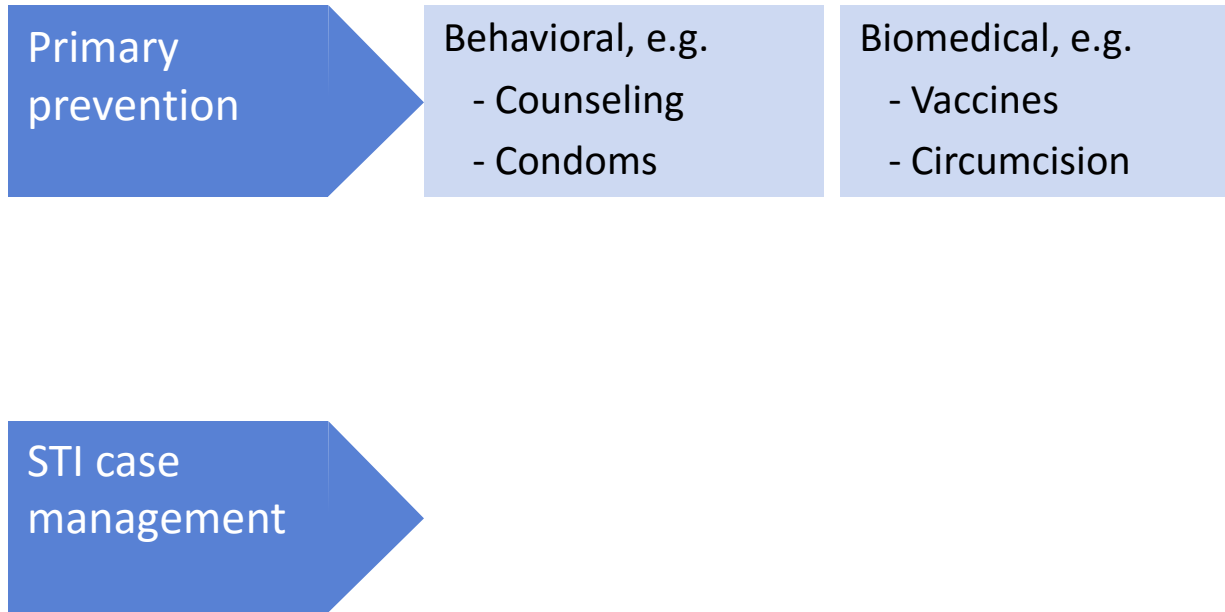 Primary
prevention
Behavioral, e.g.
- Counseling
- Condoms
Biomedical, e.g.
- Vaccines
- Circumcision
STI case
management